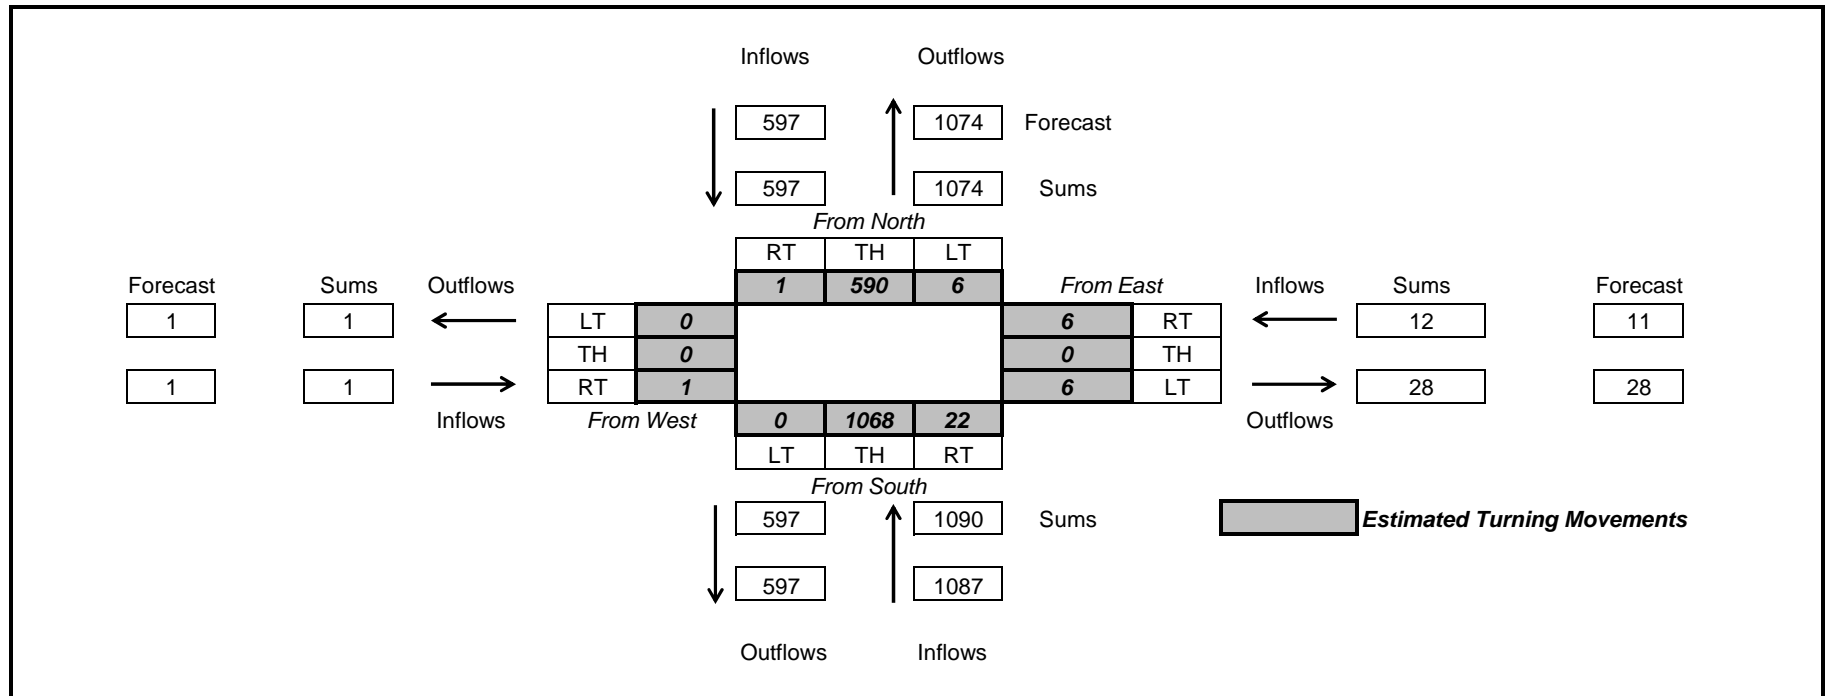 Inflows Outflows
597 1074 Forecast
597 1074 Sums
From North
RT TH LT
Forecast Sums Outflows 1 590 6 From East Inflows Sums Forecast
1 1 LT 0 6 RT 12 11
TH 0 0 TH
1 1 RT 1 6 LT 28 28
Inflows From West 0 1068 22 Outflows
LT TH RT
From South
597 1090 Sums Estimated Turning Movements
597 1087
Outflows Inflows